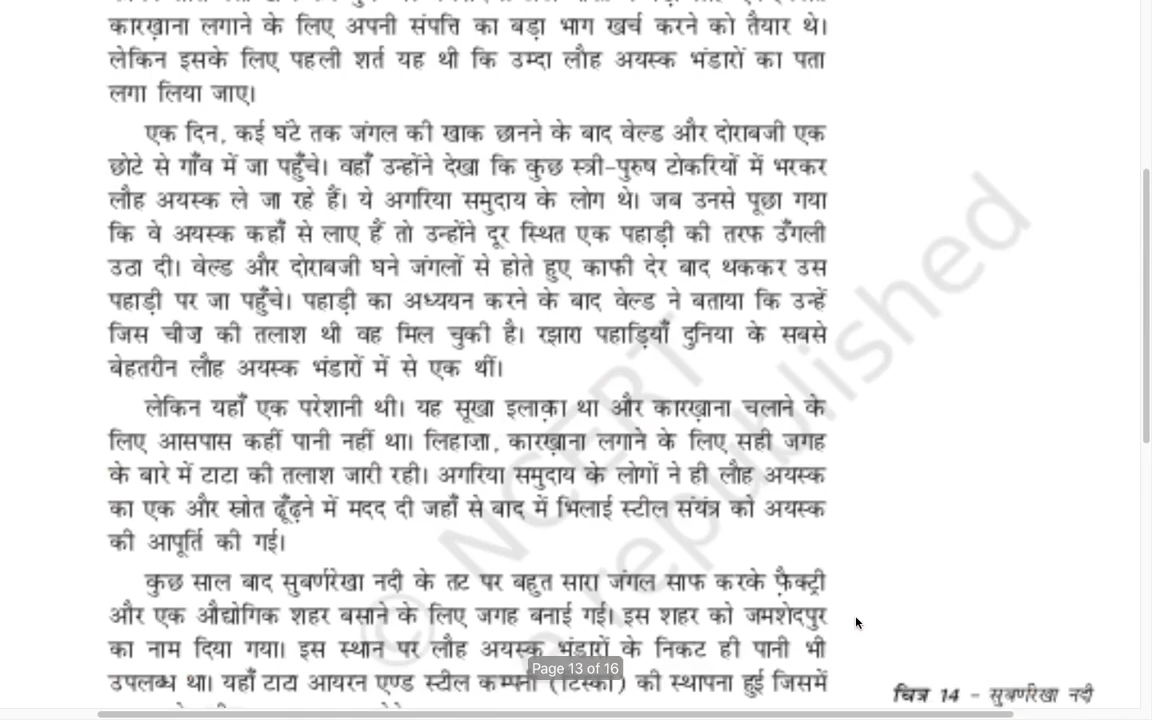 कारख़ाना लगाने के लिए अपनी संपत्ति का बड़ा भाग खर्च करने को तैयार थे।
लेकिन इसके लिए पहली शर्त यह थी कि उम्दा लौह अयस्क भंडारों का पता
लगा लिया जाए।
एक दिन, कई घंटे तक जंगल की खाक छानने के बाद वेल्ड और दोराबजी एक
छोटे से गाँव में जा पहुँचे। वहाँ उन्होंने देखा कि कुछ स्त्री-पुरुष टोकरियों में भरकर
लौह अयस्क ले जा रहे हैं। ये अगरिया समुदाय के लोग थे। जब उनसे पूछा गया
कि वे अयस्क कहाँ से लाए हैं तो उन्होंने दूर स्थित एक पहाड़ी की तरफ उँगली
उठा दी। वेल्ड और दोराबजी घने जंगलों से होते हुए काफी देर बाद थककर उस
पहाड़ी पर जा पहुँचे। पहाड़ी का अध्ययन करने के बाद वेल्ड ने बताया कि उन्हें
जिस चीज़ की तलाश थी वह मिल चुकी है। रझारा पहाड़ियाँ दुनिया के सबसे
बेहतरीन लौह अयस्क भंडारों में से एक थीं।
लेकिन यहाँ एक परेशानी थी। यह सूखा इलाक़ा था और कारख़ाना चलाने के
लिए आसपास कहीं पानी नहीं था। लिहाज़ा, कारख़ाना लगाने के लिए सही जगह
के बारे में टाटा की तलाश जारी रही। अगरिया समुदाय के लोगों ने ही लौह अयस्क
का एक और स्रोत ढूँढ़ने में मदद दी जहाँ से बाद में भिलाई स्टील संयंत्र को अयस्क
की आपूर्ति की गई।
कुछ साल बाद सुबर्णरेखा नदी के तट पर बहुत सारा जंगल साफ करके फ़ैक्ट्री
और एक औद्योगिक शहर बसाने के लिए जगह बनाई गई। इस शहर को जमशेदपुर
का नाम दिया गया। इस स्थान पर लौह अयस्क भंडारों के निकट ही पानी भी
उपलब्ध था। यहाँ टाटा आयरन एण्ड स्टील कम्पनी (टिस्को) की स्थापना हुई जिसमें
चित्र 14 – सुबर्णरेखा नदी
Page 13 of 16
© NCERT
republished